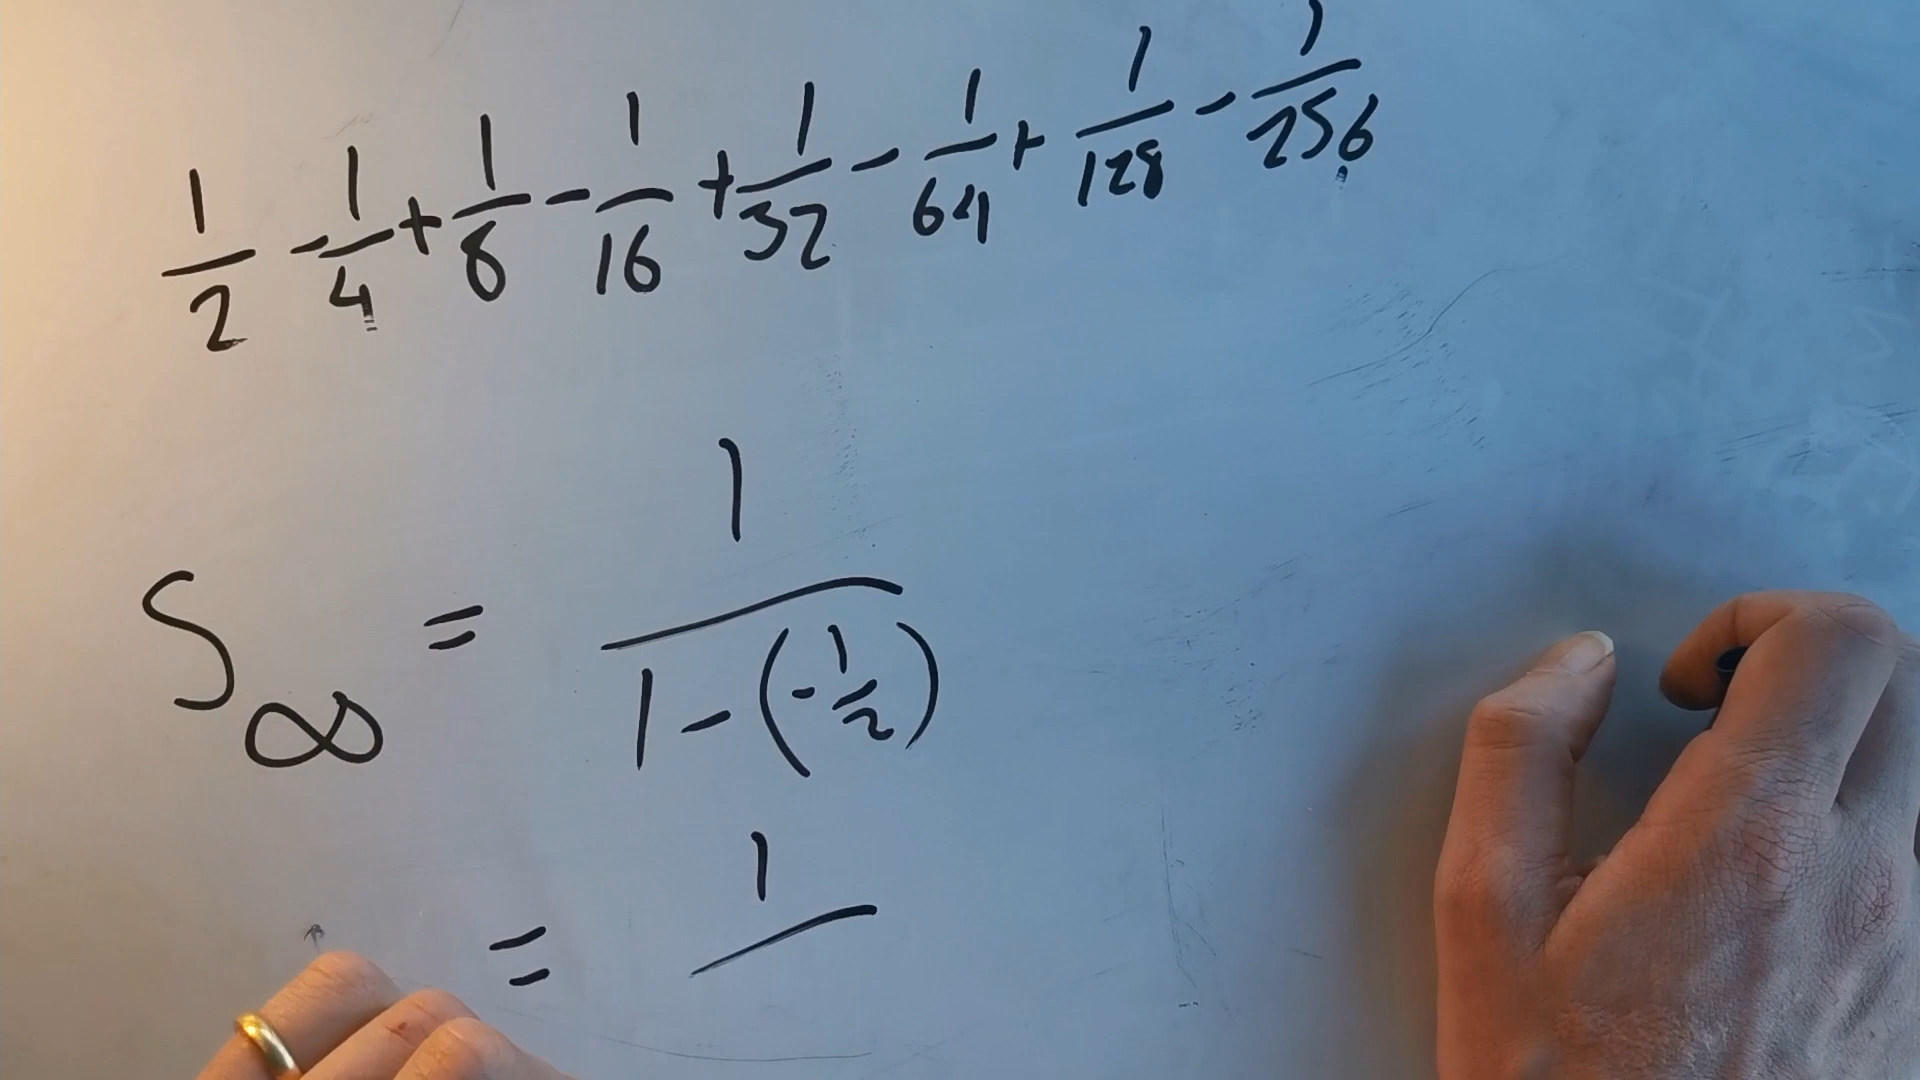 1/2 - 1/4 + 1/8 - 1/16 + 1/32 - 1/64 + 1/128 - 1/256
S∞ = 1/(1 - (-1/2))
= 1/